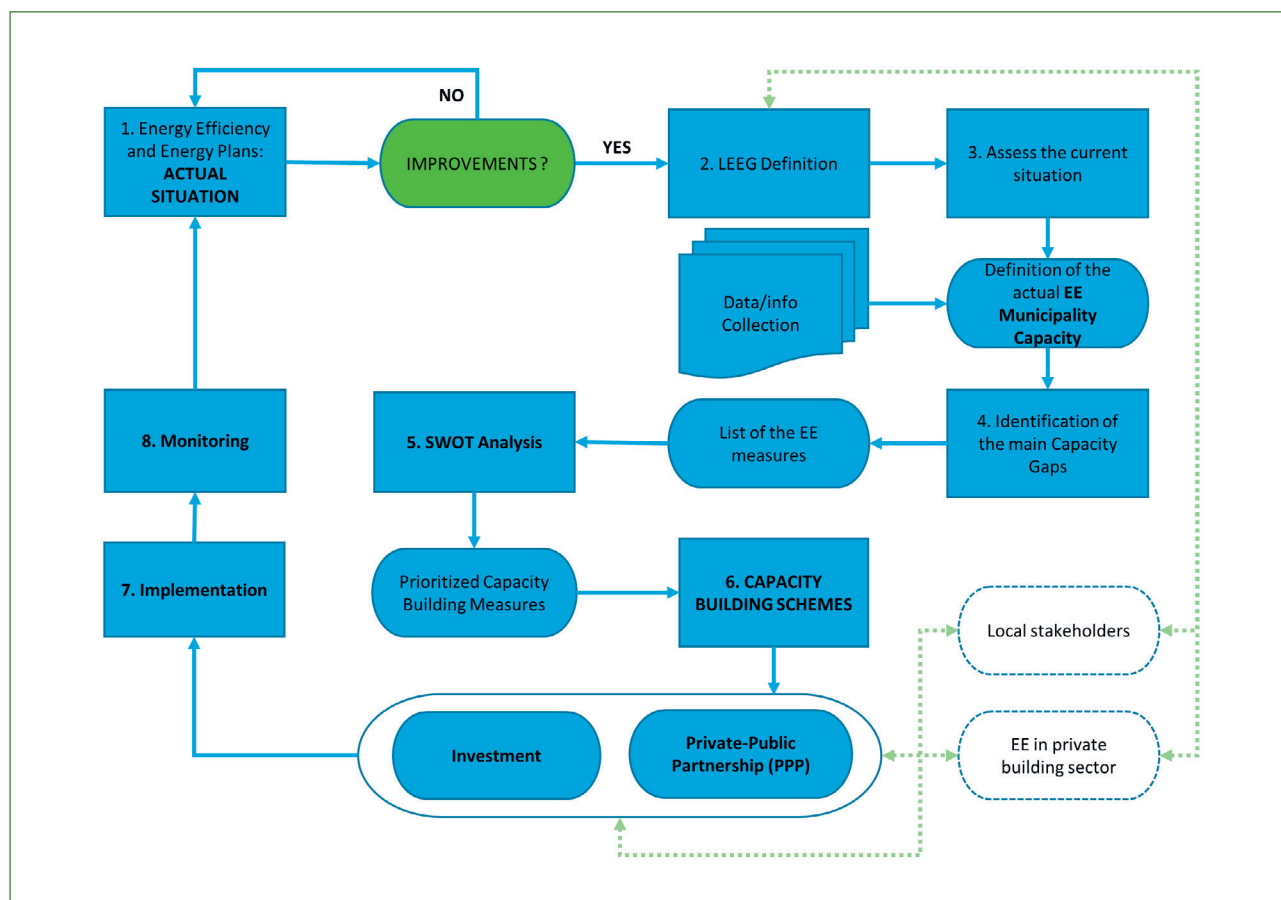 NO
1. Energy Efficiency
and Energy Plans:
ACTUAL
SITUATION
IMPROVEMENTS ?
YES
2. LEEG Definition
3. Assess the current
situation
Data/info
Collection
Definition of the
actual EE
Municipality
Capacity
8. Monitoring
5. SWOT Analysis
List of the EE
measures
4. Identification of
the main Capacity
Gaps
7. Implementation
Prioritized Capacity
Building Measures
6. CAPACITY
BUILDING SCHEMES
Local stakeholders
Investment
Private-Public
Partnership (PPP)
EE in private
building sector